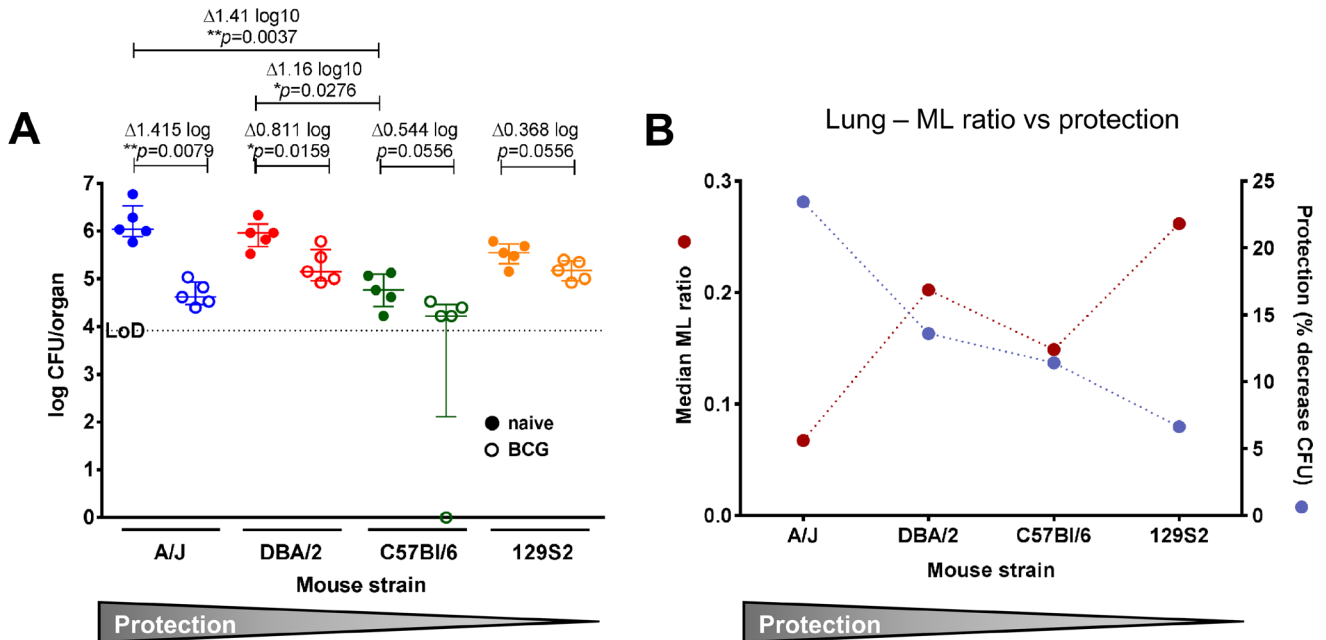 Δ1.41 log10
**p=0.0037
Δ1.16 log10
*p=0.0276
A
Δ1.415 log
**p=0.0079
Δ0.811 log
*p=0.0159
Δ0.544 log
p=0.0556
Δ0.368 log
p=0.0556
log CFU/organ
7
6
5
4
3
2
1
0
LoD
naive
BCG
A/J
DBA/2
C57Bl/6
129S2
Mouse strain
Protection
B
Lung – ML ratio vs protection
Median ML ratio
0.3
0.2
0.1
0.0
25
20
15
10
5
0
Protection (% decrease CFU)
A/J
DBA/2
C57Bl/6
129S2
Mouse strain
Protection